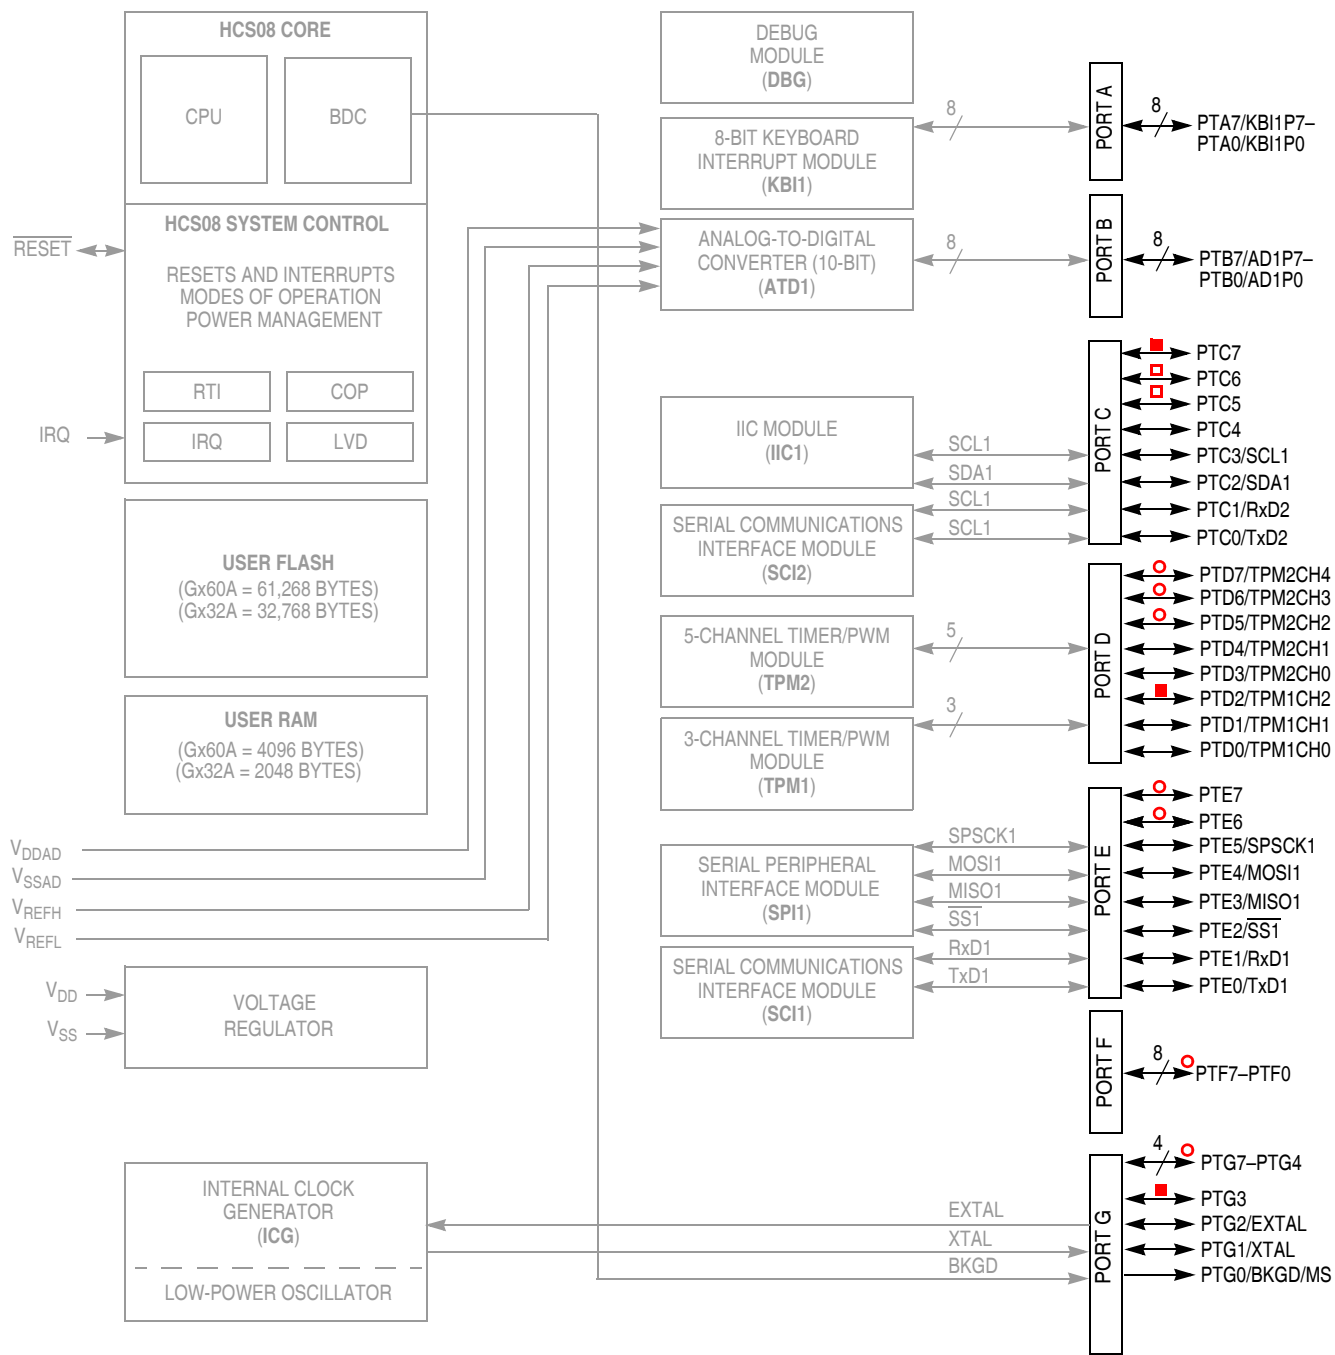 HCS08 CORE
CPU
BDC
HCS08 SYSTEM CONTROL
RESET
RESETS AND INTERRUPTS
MODES OF OPERATION
POWER MANAGEMENT
RTI
COP
IRQ
IRQ
LVD
USER FLASH
(Gx60A = 61,268 BYTES)
(Gx32A = 32,768 BYTES)
USER RAM
(Gx60A = 4096 BYTES)
(Gx32A = 2048 BYTES)
VDDAD
VSSAD
VREFH
VREFL
VDD
VSS
VOLTAGE
REGULATOR
INTERNAL CLOCK
GENERATOR
(ICG)
LOW-POWER OSCILLATOR
DEBUG
MODULE
(DBG)
8-BIT KEYBOARD
INTERRUPT MODULE
(KBI1)
8
ANALOG-TO-DIGITAL
CONVERTER (10-BIT)
(ATD1)
8
IIC MODULE
(IIC1)
SCL1
SDA1
SERIAL COMMUNICATIONS
INTERFACE MODULE
(SCI2)
SCL1
SCL1
5-CHANNEL TIMER/PWM
MODULE
(TPM2)
5
3-CHANNEL TIMER/PWM
MODULE
(TPM1)
3
SERIAL PERIPHERAL
INTERFACE MODULE
(SPI1)
SPSCK1
MOSI1
MISO1
SS1
SERIAL COMMUNICATIONS
INTERFACE MODULE
(SCI1)
RxD1
TxD1
EXTAL
XTAL
BKGD
PORT A
8
PTA7/KBI1P7–
PTA0/KBI1P0
PORT B
8
PTB7/AD1P7–
PTB0/AD1P0
PORT C
PTC7
PTC6
PTC5
PTC4
PTC3/SCL1
PTC2/SDA1
PTC1/RxD2
PTC0/TxD2
PORT D
PTD7/TPM2CH4
PTD6/TPM2CH3
PTD5/TPM2CH2
PTD4/TPM2CH1
PTD3/TPM2CH0
PTD2/TPM1CH2
PTD1/TPM1CH1
PTD0/TPM1CH0
PORT E
PTE7
PTE6
PTE5/SPSCK1
PTE4/MOSI1
PTE3/MISO1
PTE2/SS1
PTE1/RxD1
PTE0/TxD1
PORT F
8
PTF7–PTF0
PORT G
4
PTG7–PTG4
PTG3
PTG2/EXTAL
PTG1/XTAL
PTG0/BKGD/MS